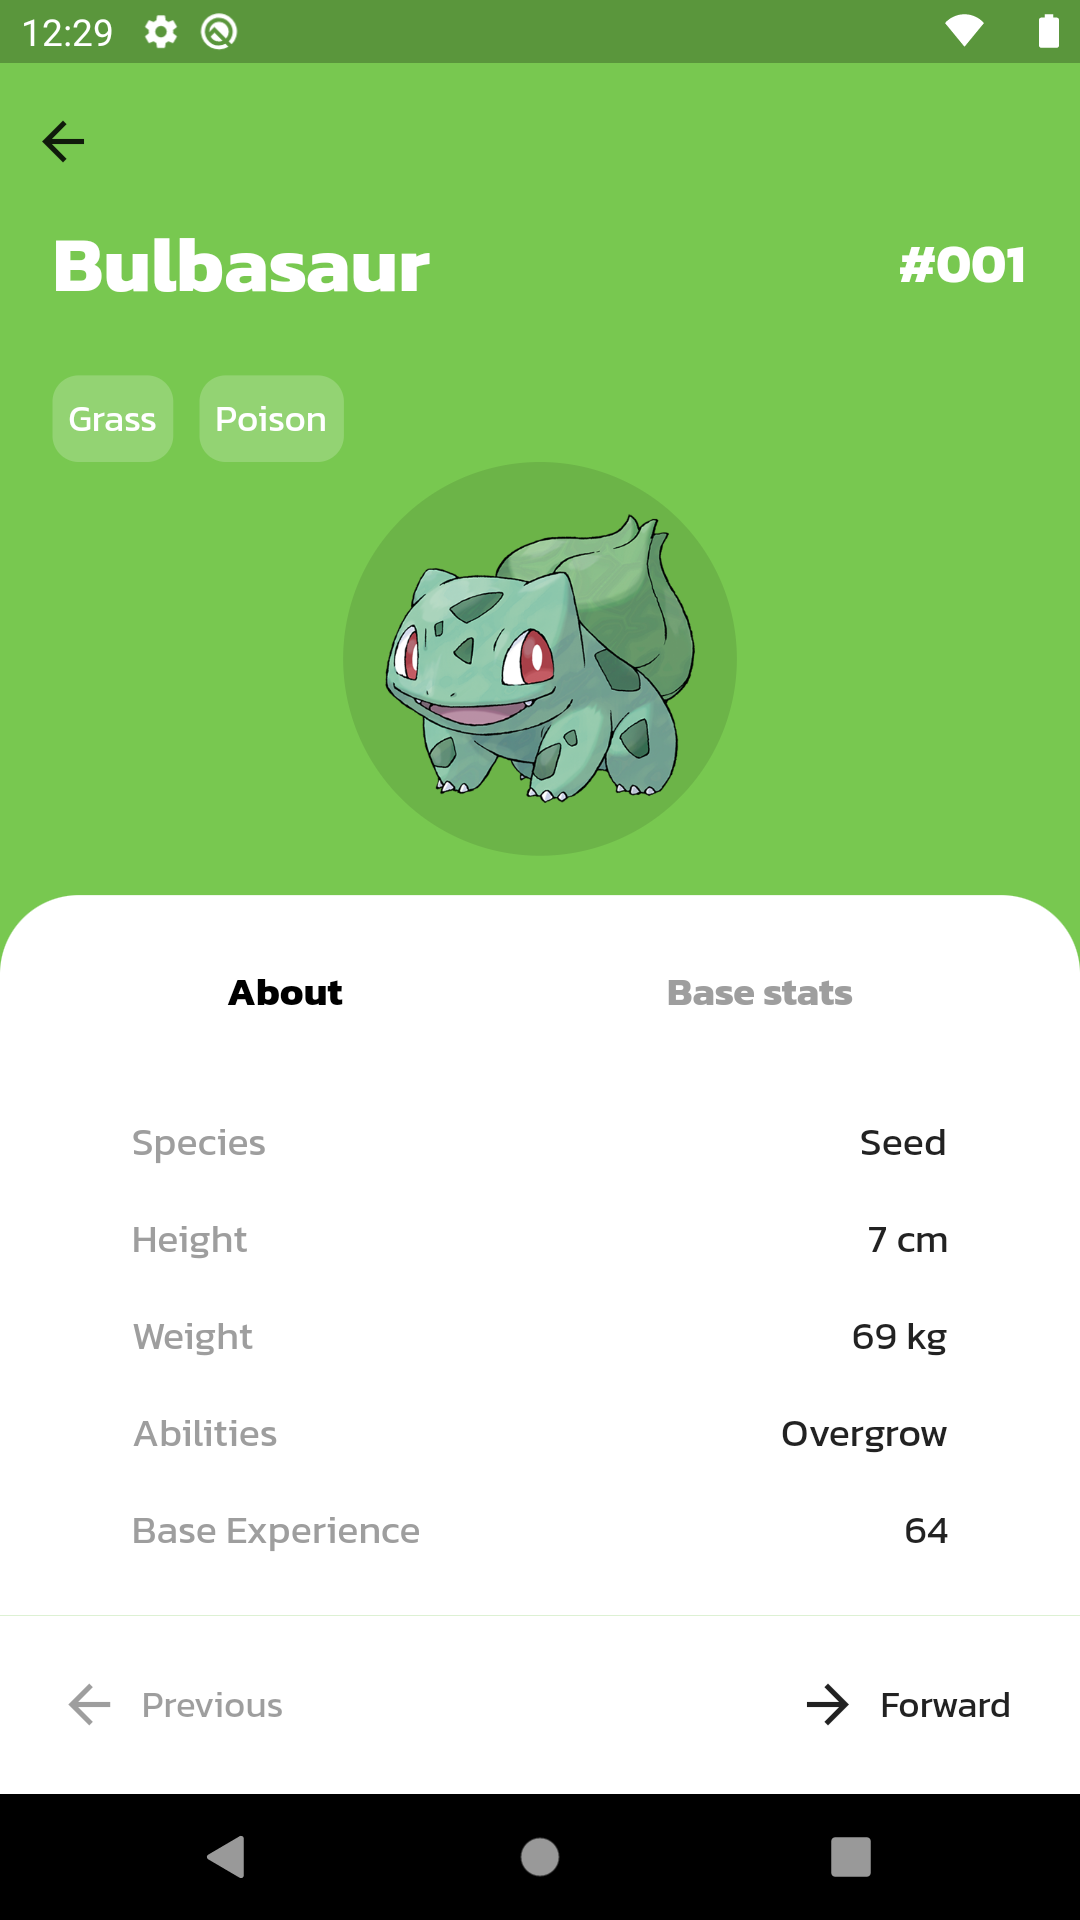 12:29
Bulbasaur #001
Grass Poison
About Base stats
Species Seed
Height 7 cm
Weight 69 kg
Abilities Overgrow
Base Experience 64
Previous Forward